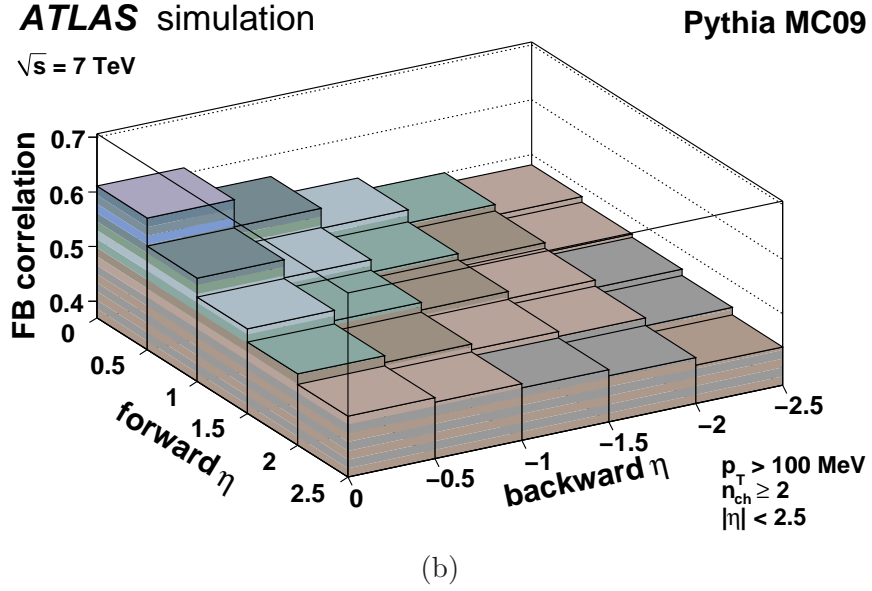 ATLAS simulation
Pythia MC09
√s = 7 TeV
FB correlation
0.7
0.6
0.5
0.4
0
0.5
1
1.5
2
2.5
forward η
0
−0.5
−1
−1.5
−2
−2.5
backward η
p_T > 100 MeV
n_ch ≥ 2
|η| < 2.5
(b)